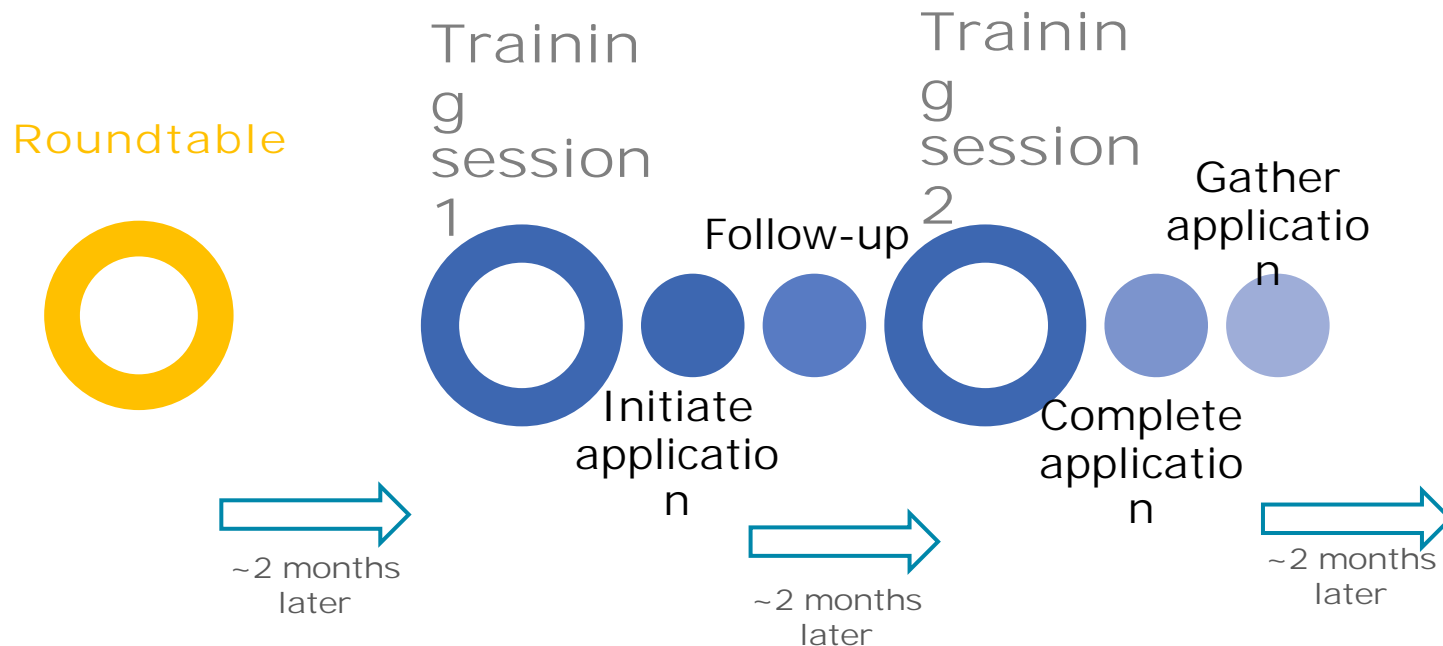 Roundtable
Trainin
g
session
1
Initiate
applicatio
n
Follow-up
Trainin
g
session
2
Complete
applicatio
n
Gather
applicatio
n
~2 months
later
~2 months
later
~2 months
later